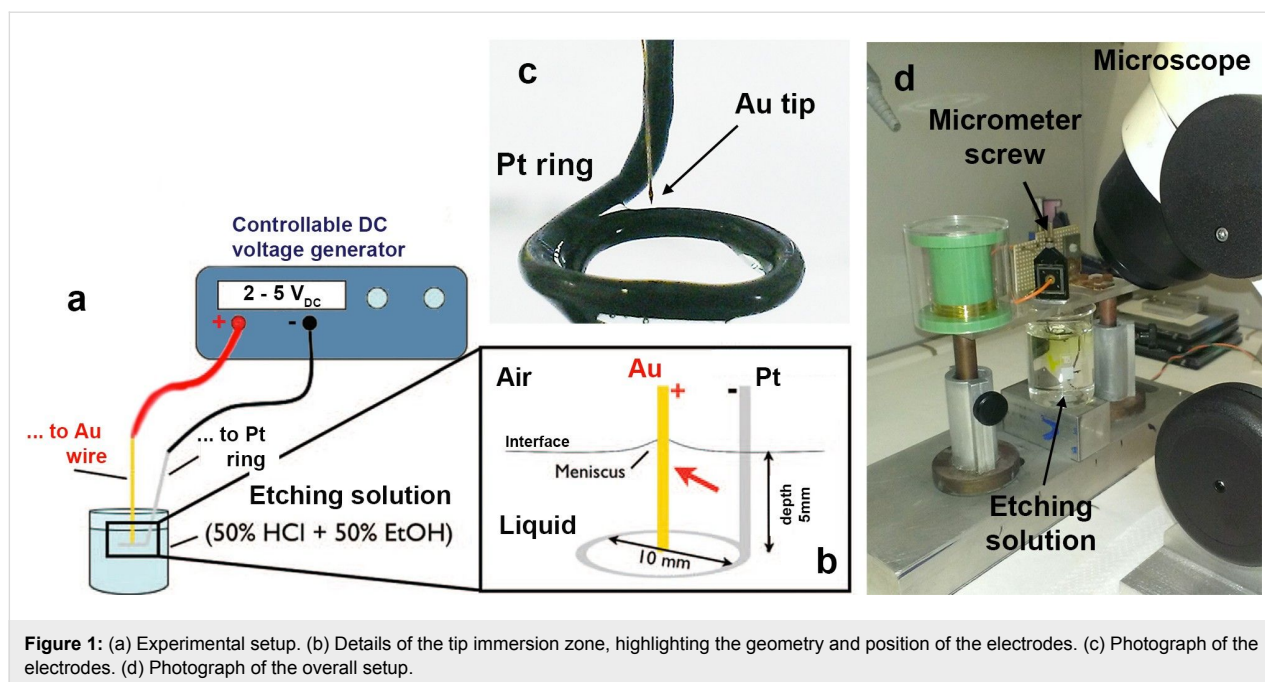 a
Controllable DC
voltage generator
2 - 5 V_DC
+ -
... to Au
wire
... to Pt
ring
Etching solution
(50% HCl + 50% EtOH)
c
Au tip
Pt ring
Air
Au
+
-
Pt
Interface
Meniscus
depth
5mm
Liquid
10 mm
b
d
Microscope
Micrometer
screw
Etching
solution
Figure 1: (a) Experimental setup. (b) Details of the tip immersion zone, highlighting the geometry and position of the electrodes. (c) Photograph of the
electrodes. (d) Photograph of the overall setup.